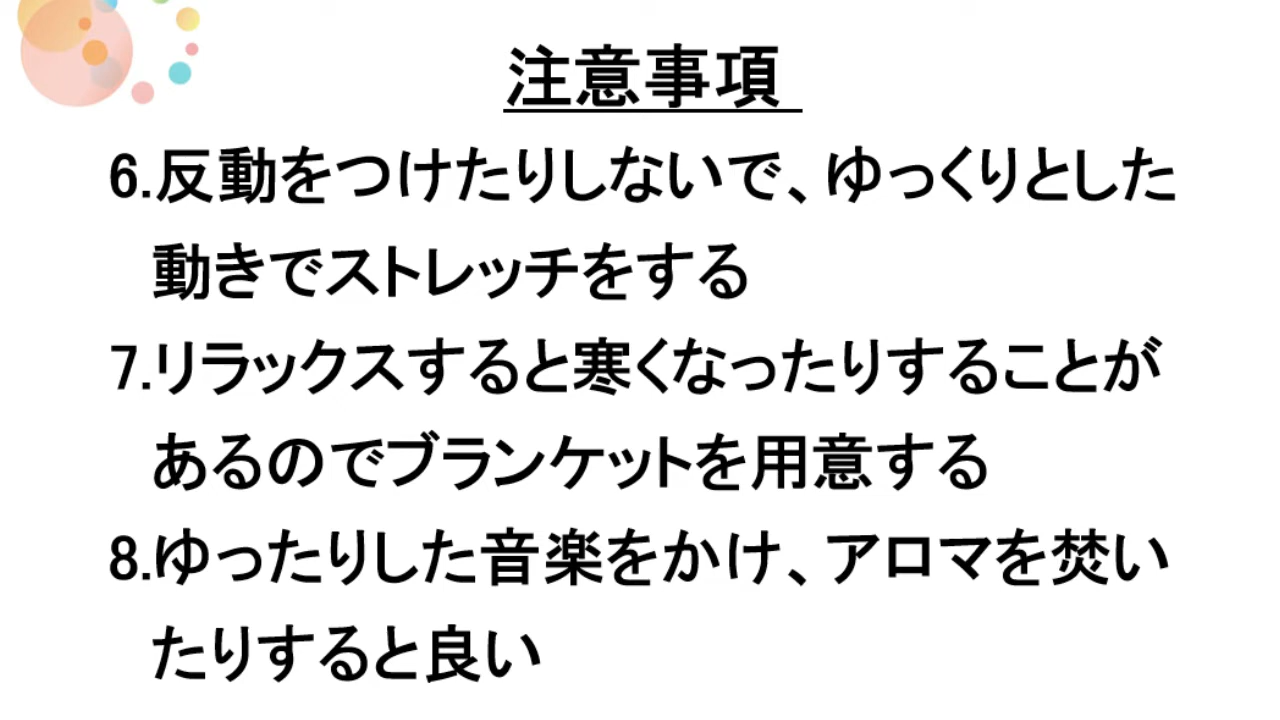 注意事項
6.反動をつけたりしないで、ゆっくりとした
動きでストレッチをする
7.リラックスすると寒くなったりすることが
あるのでブランケットを用意する
8.ゆったりした音楽をかけ、アロマを焚い
たりすると良い